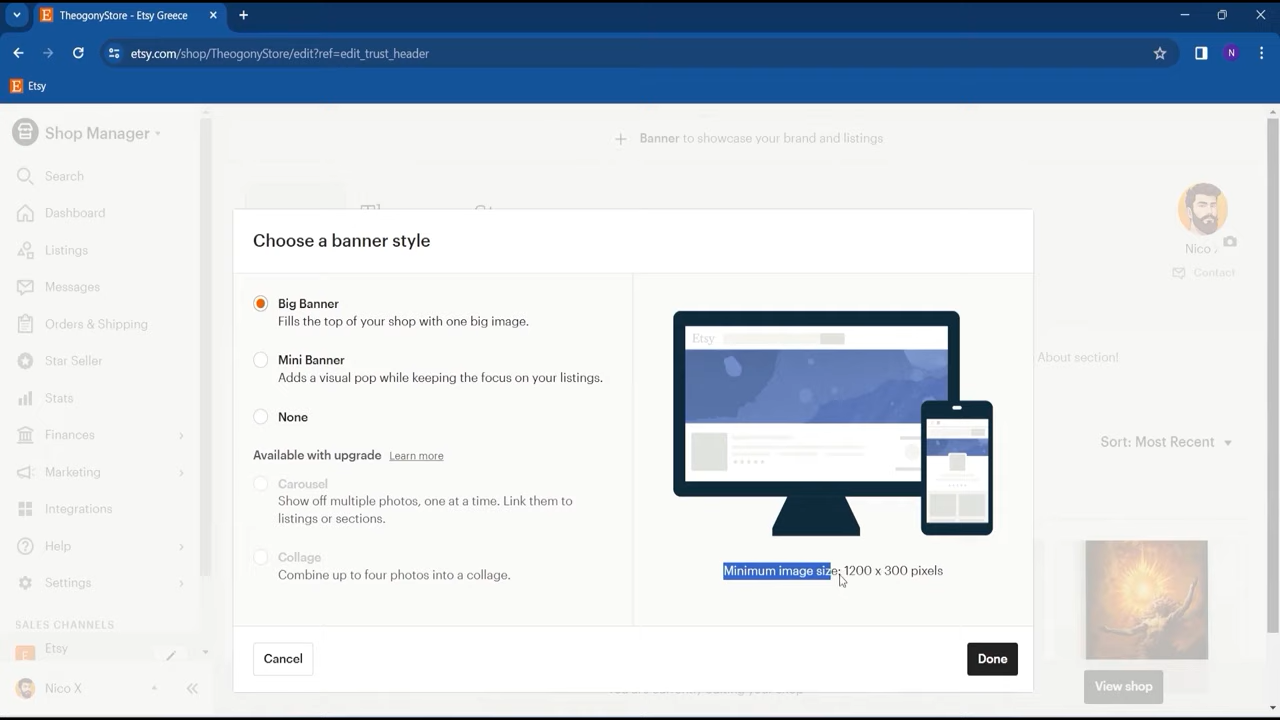 TheogonyStore - Etsy Greece
etsy.com/shop/TheogonyStore/edit?ref=edit_trust_header
N
Etsy
Shop Manager
Search
Dashboard
Listings
Messages
Orders & Shipping
Star Seller
Stats
Finances
Marketing
Integrations
Help
Settings
SALES CHANNELS
Etsy
Nico X
Banner to showcase your brand and listings
Nico
Contact
About section!
Sort: Most Recent
View shop
Choose a banner style
Big Banner
Fills the top of your shop with one big image.
Mini Banner
Adds a visual pop while keeping the focus on your listings.
None
Available with upgrade Learn more
Carousel
Show off multiple photos, one at a time. Link them to
listings or sections.
Collage
Combine up to four photos into a collage.
Etsy
Minimum image size: 1200 x 300 pixels
Cancel
Done